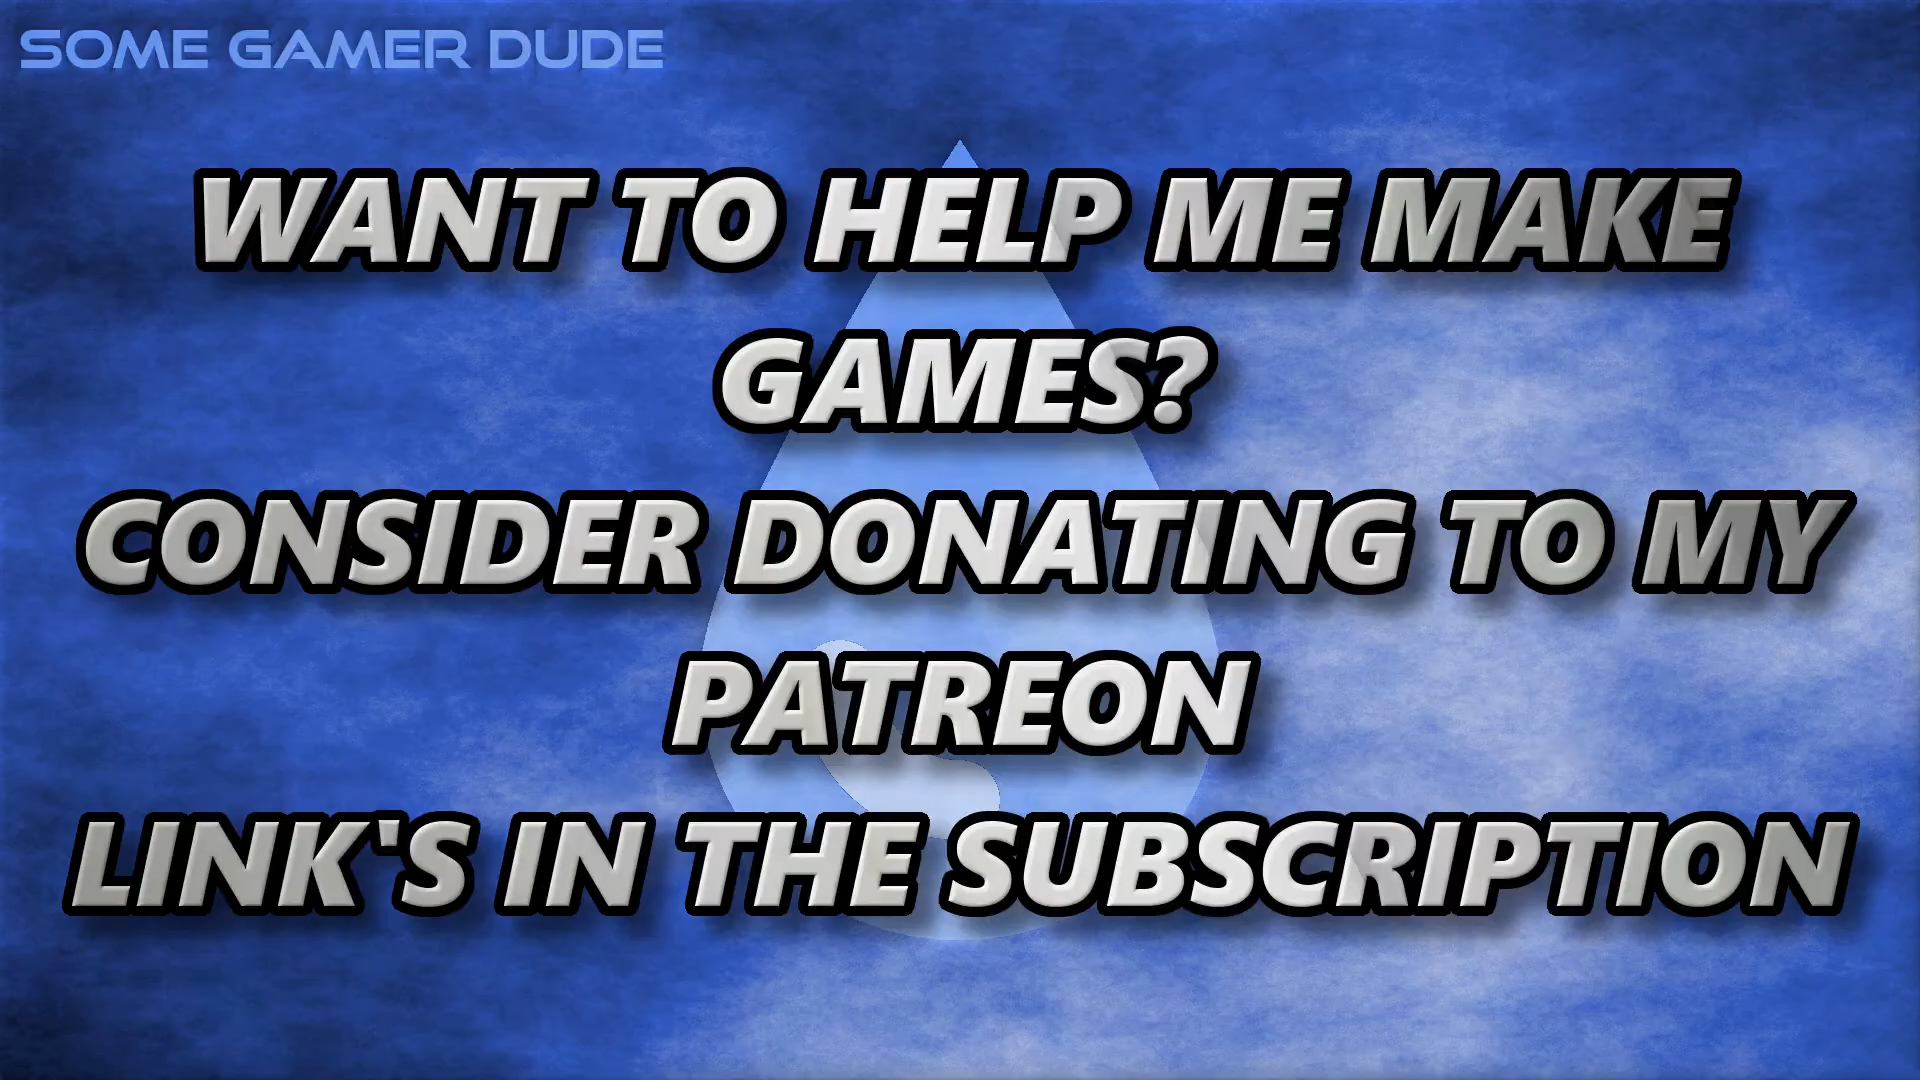 SOME GAMER DUDE
WANT TO HELP ME MAKE
GAMES?
CONSIDER DONATING TO MY
PATREON
LINK'S IN THE SUBSCRIPTION